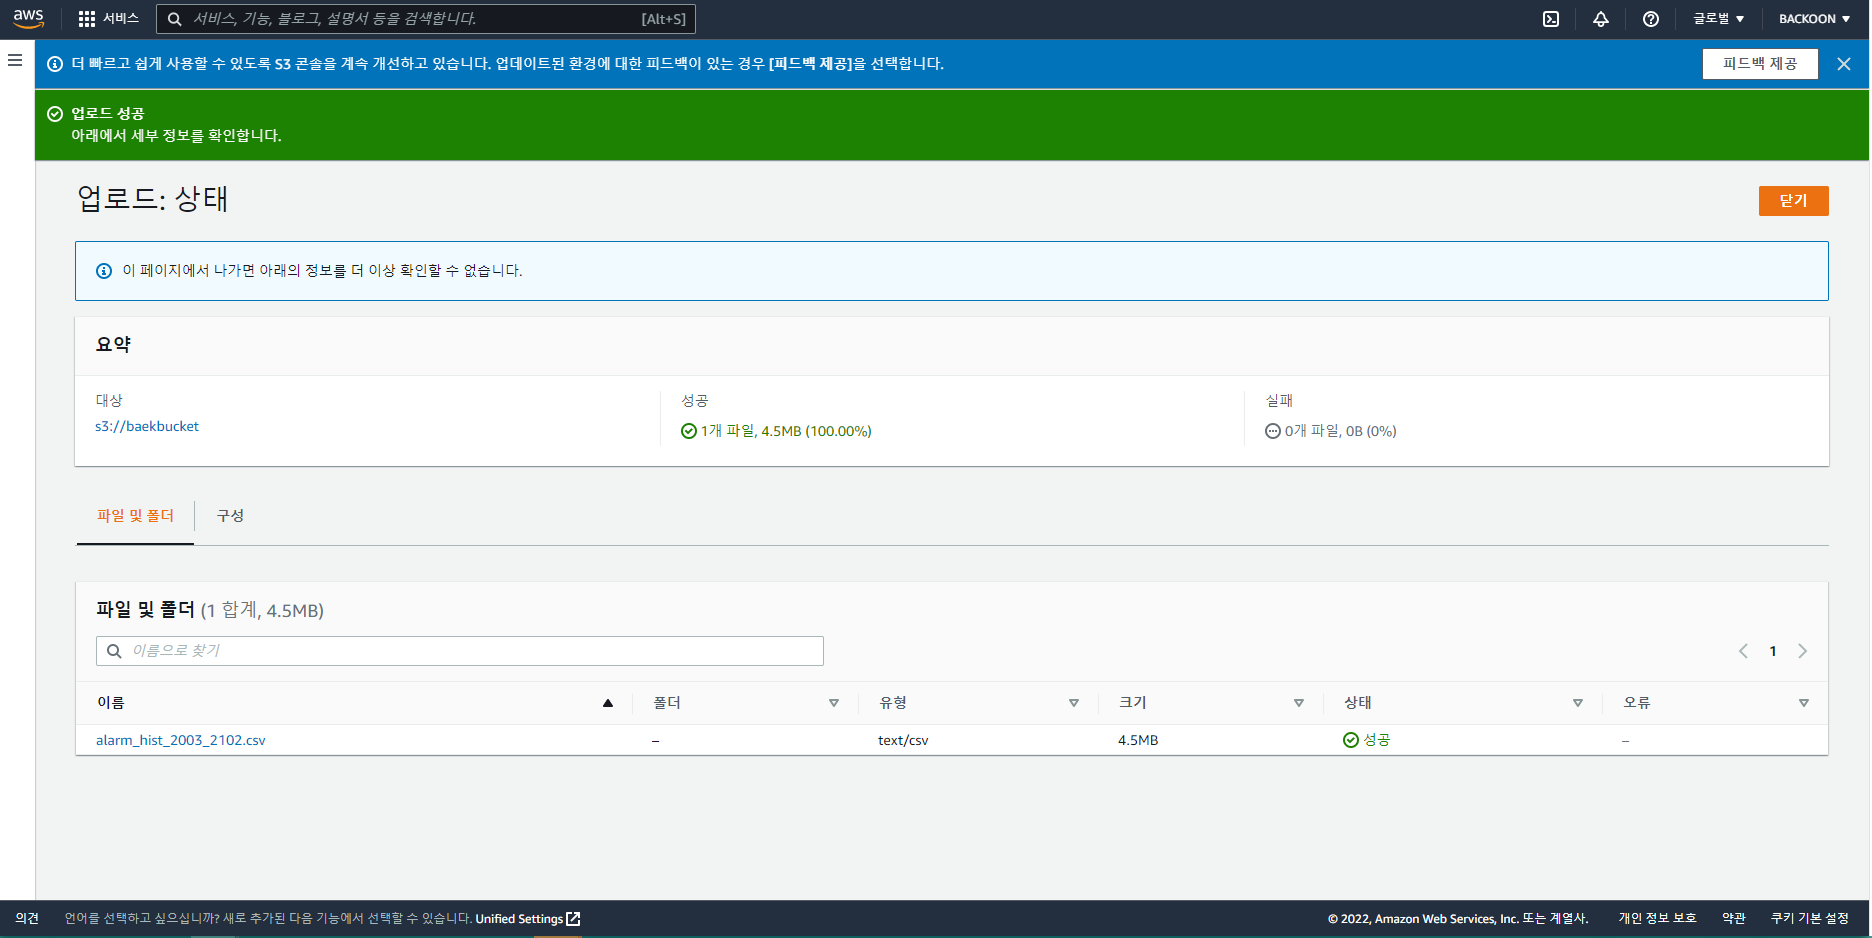 aws
서비스
서비스, 기능, 블로그, 설명서 등을 검색합니다.
[Alt+S]
글로벌
BACKOON
더 빠르고 쉽게 사용할 수 있도록 S3 콘솔을 계속 개선하고 있습니다. 업데이트된 환경에 대한 피드백이 있는 경우 [피드백 제공]을 선택합니다.
피드백 제공
업로드 성공
아래에서 세부 정보를 확인합니다.
업로드: 상태
닫기
이 페이지에서 나가면 아래의 정보를 더 이상 확인할 수 없습니다.
요약
대상
s3://baekbucket
성공
1개 파일, 4.5MB (100.00%)
실패
0개 파일, 0B (0%)
파일 및 폴더
구성
파일 및 폴더 (1 합계, 4.5MB)
이름으로 찾기
1
이름
폴더
유형
크기
상태
오류
alarm_hist_2003_2102.csv
–
text/csv
4.5MB
성공
–
의견
언어를 선택하고 싶으십니까? 새로 추가된 다음 기능에서 선택할 수 있습니다. Unified Settings
© 2022, Amazon Web Services, Inc. 또는 계열사.
개인 정보 보호
약관
쿠키 기본 설정